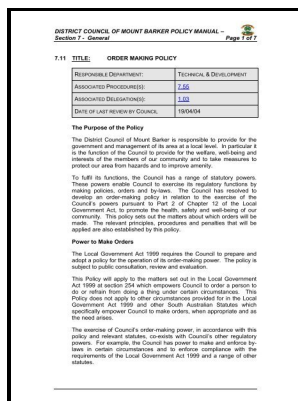 DISTRICT COUNCIL OF MOUNT BARKER POLICY MANUAL –
Section 7 - General Page 1 of 7
7.11 TITLE: ORDER MAKING POLICY
RESPONSIBLE DEPARTMENT: TECHNICAL & DEVELOPMENT
ASSOCIATED PROCEDURE(S): 7.55
ASSOCIATED DELEGATION(S): 1.03
DATE OF LAST REVIEW BY COUNCIL 19/04/04
The Purpose of the Policy
The District Council of Mount Barker is responsible to provide for the
government and management of its area at a local level. In particular it
is the function of the Council to provide for the welfare, well-being and
interests of the members of our community and to take measures to
protect our area from hazards and to improve amenity.
To fulfil its functions, the Council has a range of statutory powers.
These powers enable Council to exercise its regulatory functions by
making policies, orders and by-laws. The Council has resolved to
develop an order-making policy in relation to the exercise of the
Council's powers pursuant to Part 2 of Chapter 12 of the Local
Government Act, to promote the health, safety and well-being of our
community. This policy sets out the matters about which orders will be
made. The relevant principles, procedures and penalties that will be
applied are also established by this policy.
Power to Make Orders
The Local Government Act 1999 requires the Council to prepare and
adopt a policy for the operation of its order-making power. The policy is
subject to public consultation, review and evaluation.
This Policy will apply to the matters set out in the Local Government
Act 1999 at section 254 which empowers Council to order a person to
do or refrain from doing a thing under certain circumstances. This
Policy does not apply to other circumstances provided for in the Local
Government Act 1999 and other South Australian Statutes which
specifically empower Council to make orders, when appropriate and as
the need arises.
The exercise of Council's order-making power, in accordance with this
policy and relevant statutes, co-exists with Council's other regulatory
powers. For example, the Council has power to make and enforce by-
laws in certain circumstances and to enforce compliance with the
requirements of the Local Government Act 1999 and a range of other
statutes.